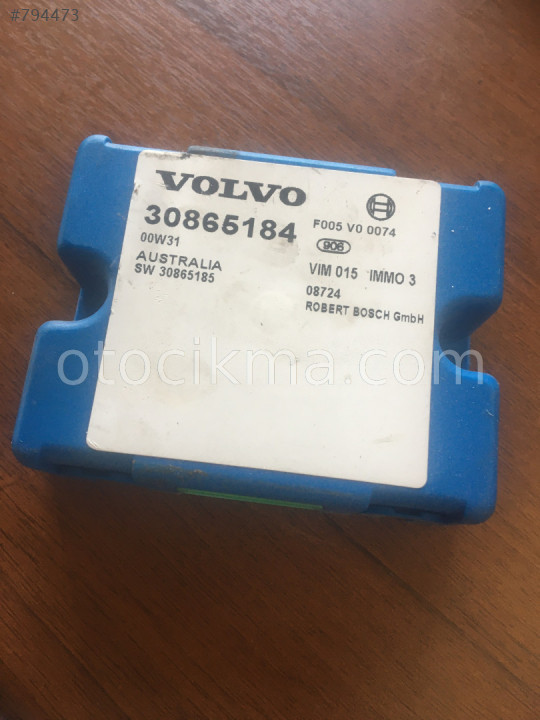 #794473
VOLVO
30865184
00W31
AUSTRALIA
SW 30865185
F005 V0 0074
906
VIM 015 IMMO 3
08724
ROBERT BOSCH GmbH
otocikma.com